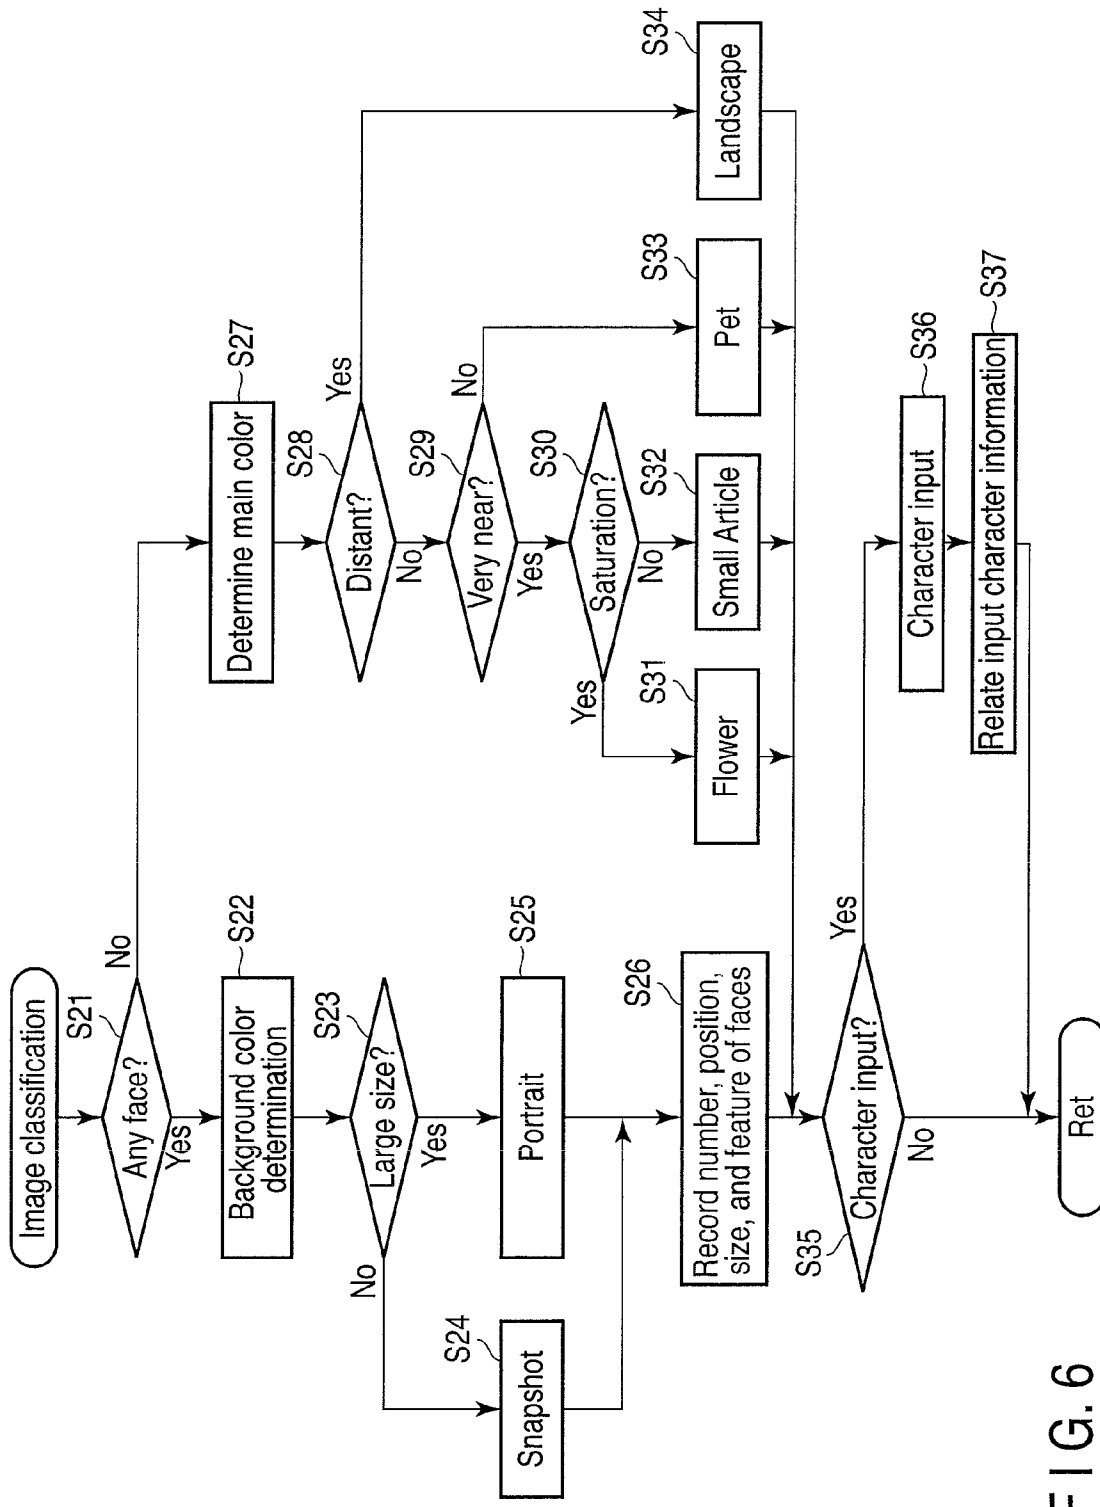 Image classification
S21
Any face?
No
Yes
S22
Background color
determination
S23
Large size?
No
Yes
S24
Snapshot
S25
Portrait
S26
Record number, position,
size, and feature of faces
S27
Determine main color
S28
Distant?
Yes
No
S29
Very near?
No
Yes
S30
Saturation?
Yes
No
S31
Flower
S32
Small Article
S33
Pet
S34
Landscape
S35
Character input?
Yes
No
S36
Character input
S37
Relate input character information
Ret
FIG. 6